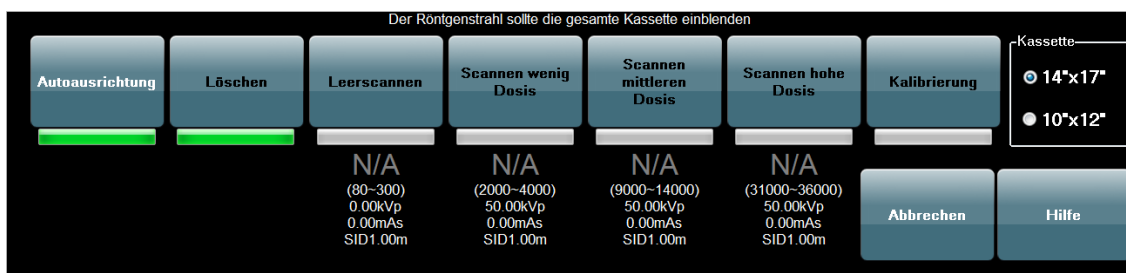 Der Röntgenstrahl sollte die gesamte Kassette einblenden
Autoausrichtung
Löschen
Leerscannen
Scannen wenig
Dosis
Scannen
mittleren
Dosis
Scannen hohe
Dosis
Kalibrierung
Kassette
14"x17"
10"x12"
N/A
(80~300)
0.00kVp
0.00mAs
SID1.00m
N/A
(2000~4000)
50.00kVp
0.00mAs
SID1.00m
N/A
(9000~14000)
50.00kVp
0.00mAs
SID1.00m
N/A
(31000~36000)
50.00kVp
0.00mAs
SID1.00m
Abbrechen
Hilfe